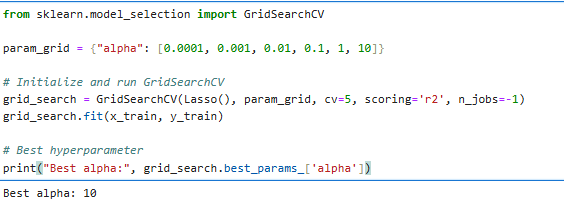 from sklearn.model_selection import GridSearchCV
param_grid = {"alpha": [0.0001, 0.001, 0.01, 0.1, 1, 10]}
# Initialize and run GridSearchCV
grid_search = GridSearchCV(Lasso(), param_grid, cv=5, scoring='r2', n_jobs=-1)
grid_search.fit(x_train, y_train)
# Best hyperparameter
print("Best alpha:", grid_search.best_params_['alpha'])
Best alpha: 10